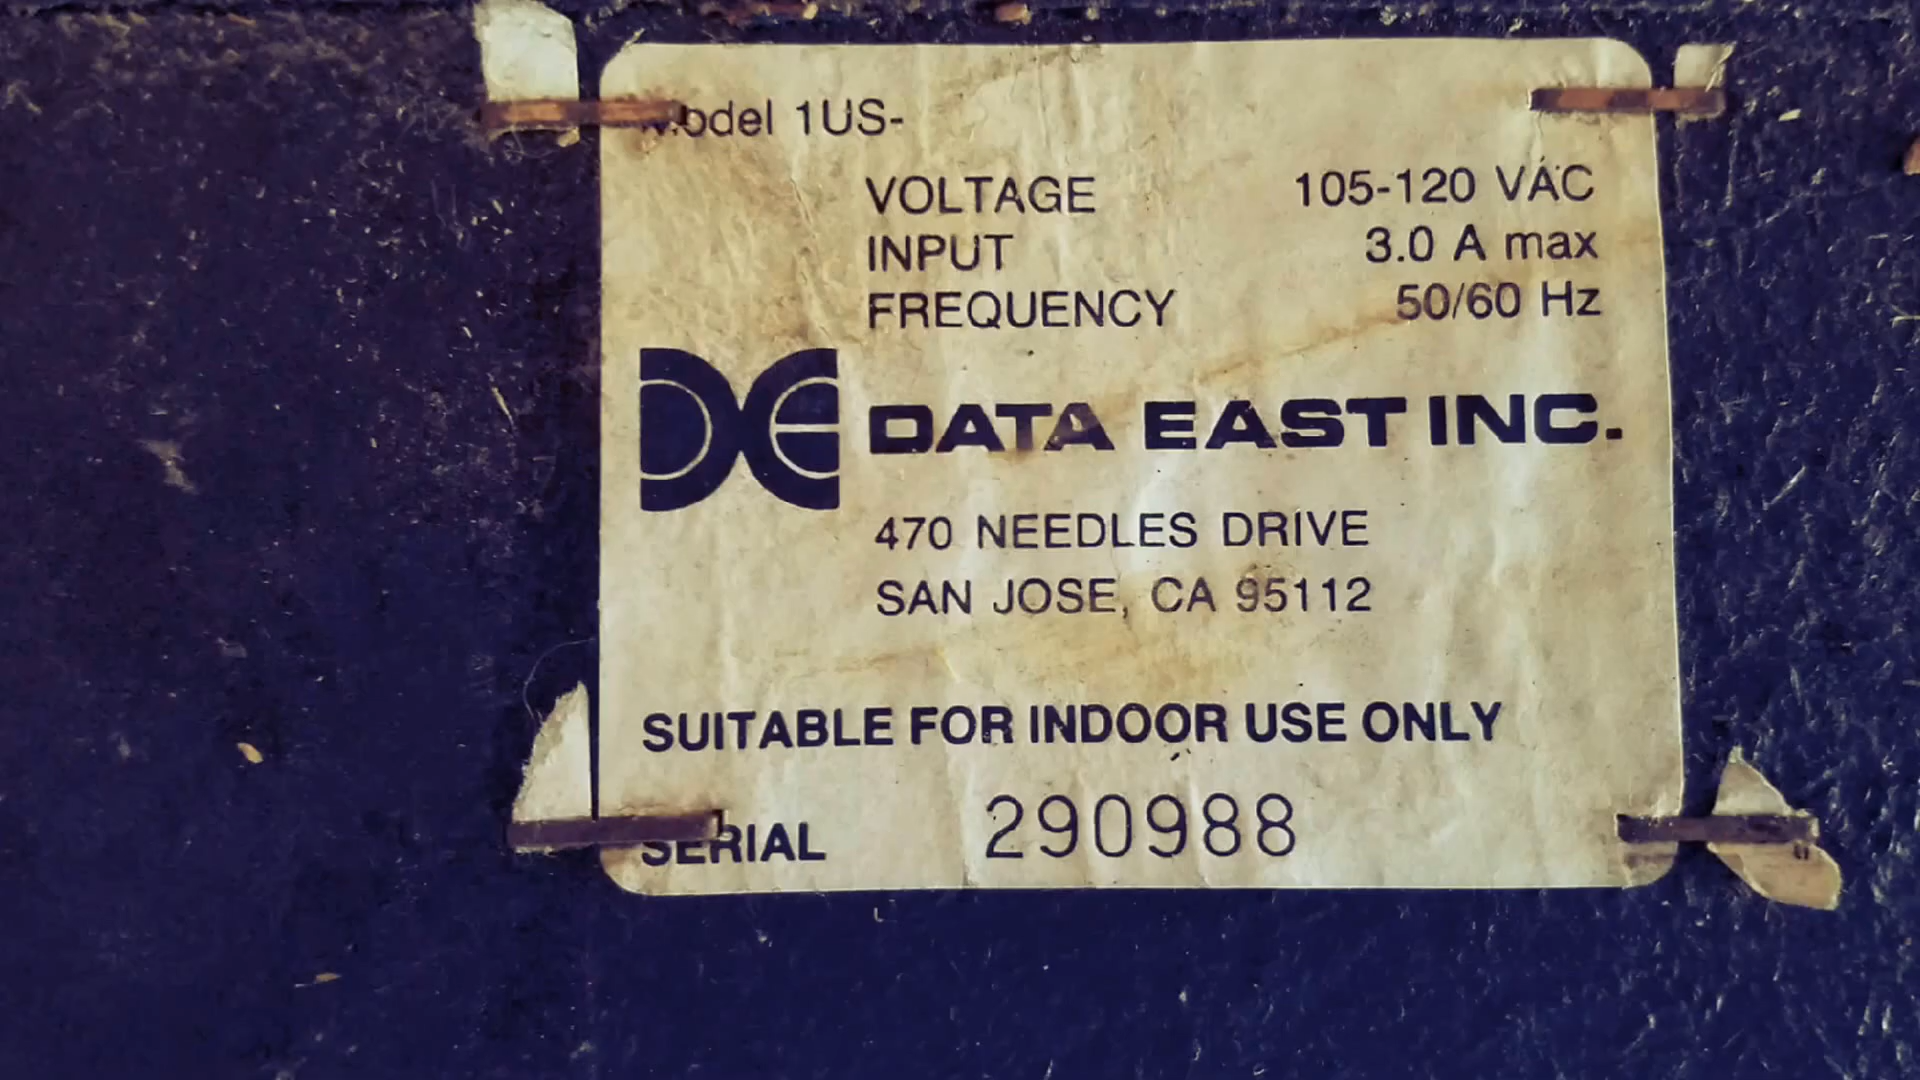 Model 1US-
VOLTAGE 105-120 VAC
INPUT 3.0 A max
FREQUENCY 50/60 Hz
DE DATA EAST INC.
470 NEEDLES DRIVE
SAN JOSE, CA 95112
SUITABLE FOR INDOOR USE ONLY
SERIAL 290988